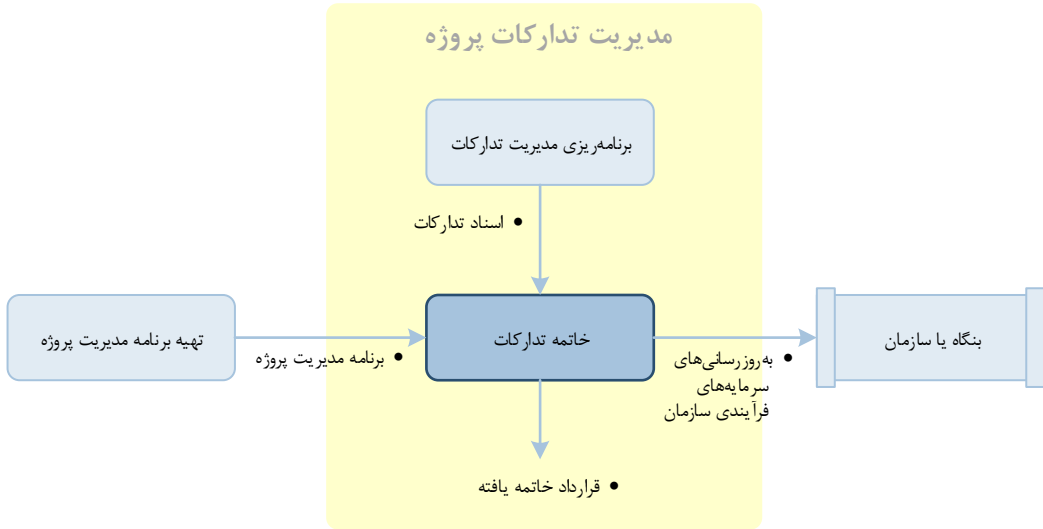 مدیریت تدارکات پروژه
برنامه‌ریزی مدیریت تدارکات
• اسناد تدارکات
تهیه برنامه مدیریت پروژه
• برنامه مدیریت پروژه
خاتمه تدارکات
• به‌روزرسانی‌های
سرمایه‌های
فرآیندی سازمان
بنگاه یا سازمان
• قرارداد خاتمه یافته